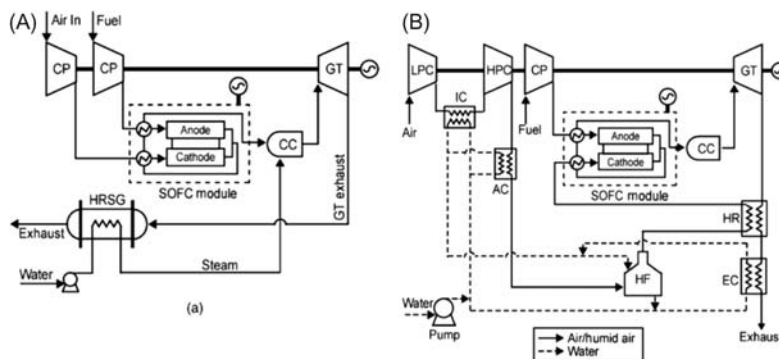 (A)
Air In
Fuel
CP
CP
GT
Anode
Cathode
CC
SOFC module
GT exhaust
HRSG
Exhaust
Steam
Water
(a)
(B)
LPC
HPC
CP
GT
IC
Air
Fuel
Anode
Cathode
CC
AC
SOFC module
HR
HF
EC
Water
Pump
Exhaus
Air/humid air
Water